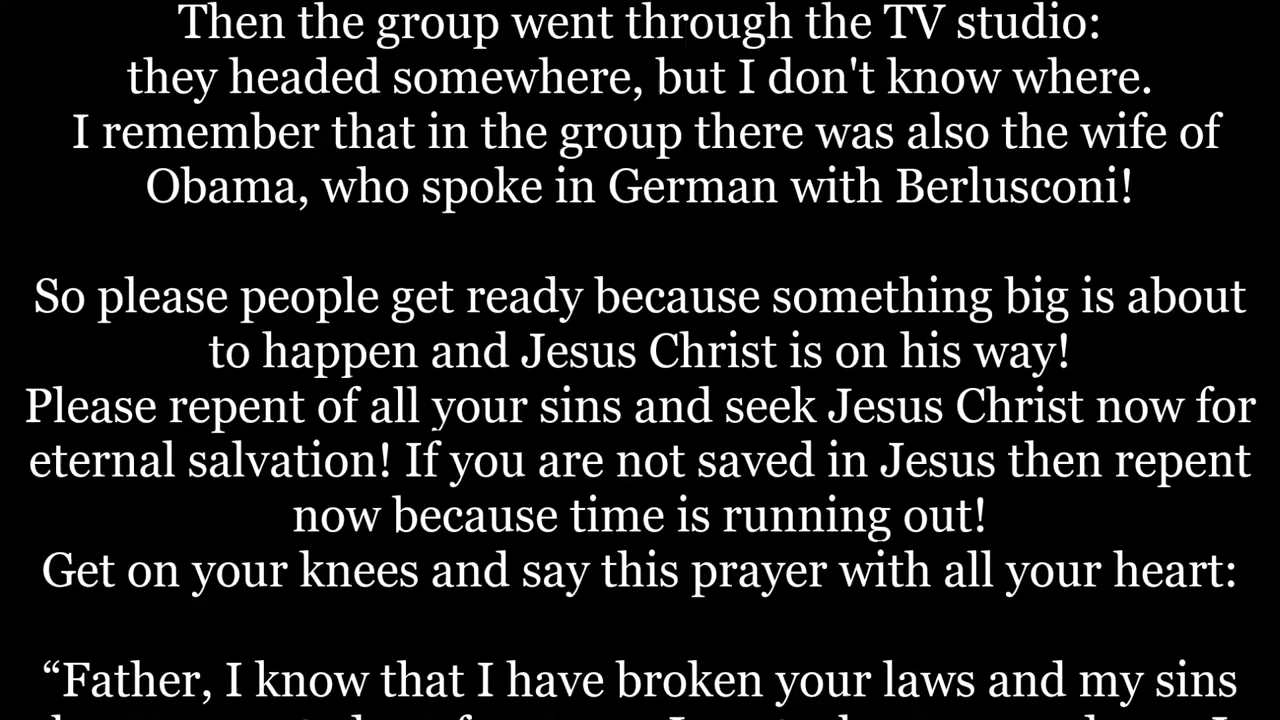 Then the group went through the TV studio:
they headed somewhere, but I don't know where.
I remember that in the group there was also the wife of
Obama, who spoke in German with Berlusconi!
So please people get ready because something big is about
to happen and Jesus Christ is on his way!
Please repent of all your sins and seek Jesus Christ now for
eternal salvation! If you are not saved in Jesus then repent
now because time is running out!
Get on your knees and say this prayer with all your heart:
“Father, I know that I have broken your laws and my sins